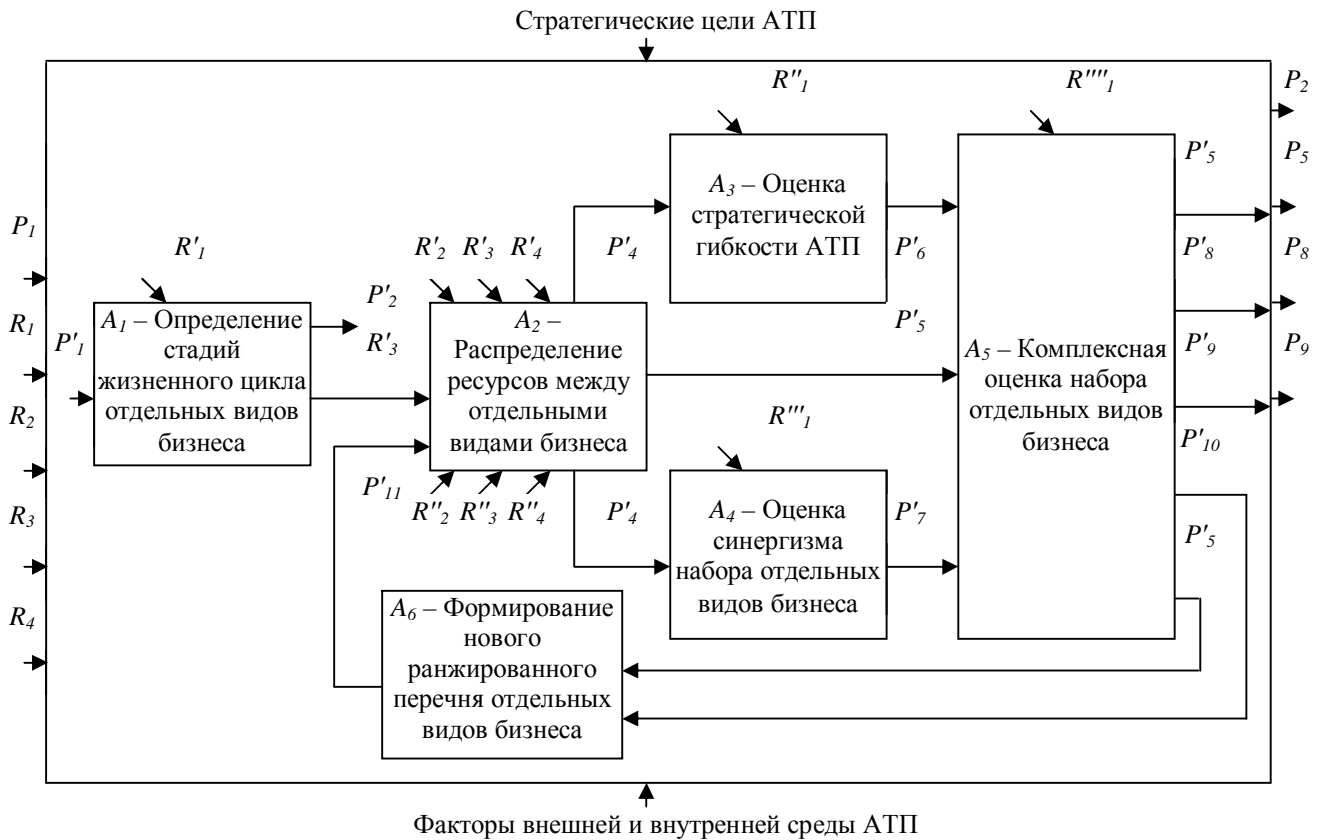 Стратегические цели АТП
R''₁
R''''₁
P₂
P'₅
P₅
A₃ – Оценка
стратегической
гибкости АТП
P₁
R'₁
R'₂
R'₃
R'₄
P'₄
P'₆
P'₈
P₈
P'₂
R₁
P'₁
A₁ – Определение
стадий
жизненного цикла
отдельных видов
бизнеса
R'₃
A₂ –
Распределение
ресурсов между
отдельными
видами бизнеса
P'₅
A₅ – Комплексная
оценка набора
отдельных видов
бизнеса
P'₉
P₉
R₂
R'''₁
P'₁₀
P'₁₁
R''₂
R''₃
R''₄
P'₄
A₄ – Оценка
синергизма
набора отдельных
видов бизнеса
P'₇
P'₅
R₃
R₄
A₆ – Формирование
нового
ранжированного
перечня отдельных
видов бизнеса
Факторы внешней и внутренней среды АТП